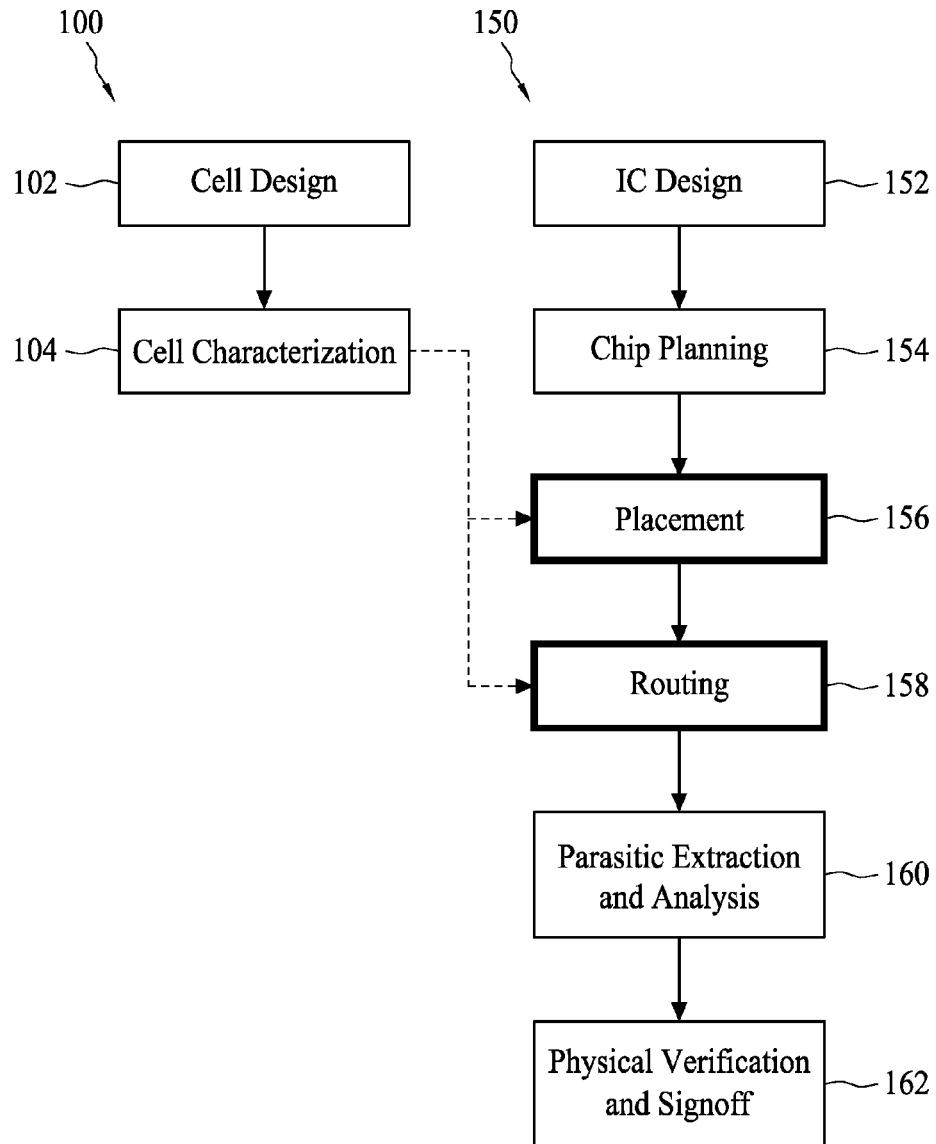 100
150
102
Cell Design
IC Design
152
104
Cell Characterization
Chip Planning
154
Placement
156
Routing
158
Parasitic Extraction
and Analysis
160
Physical Verification
and Signoff
162